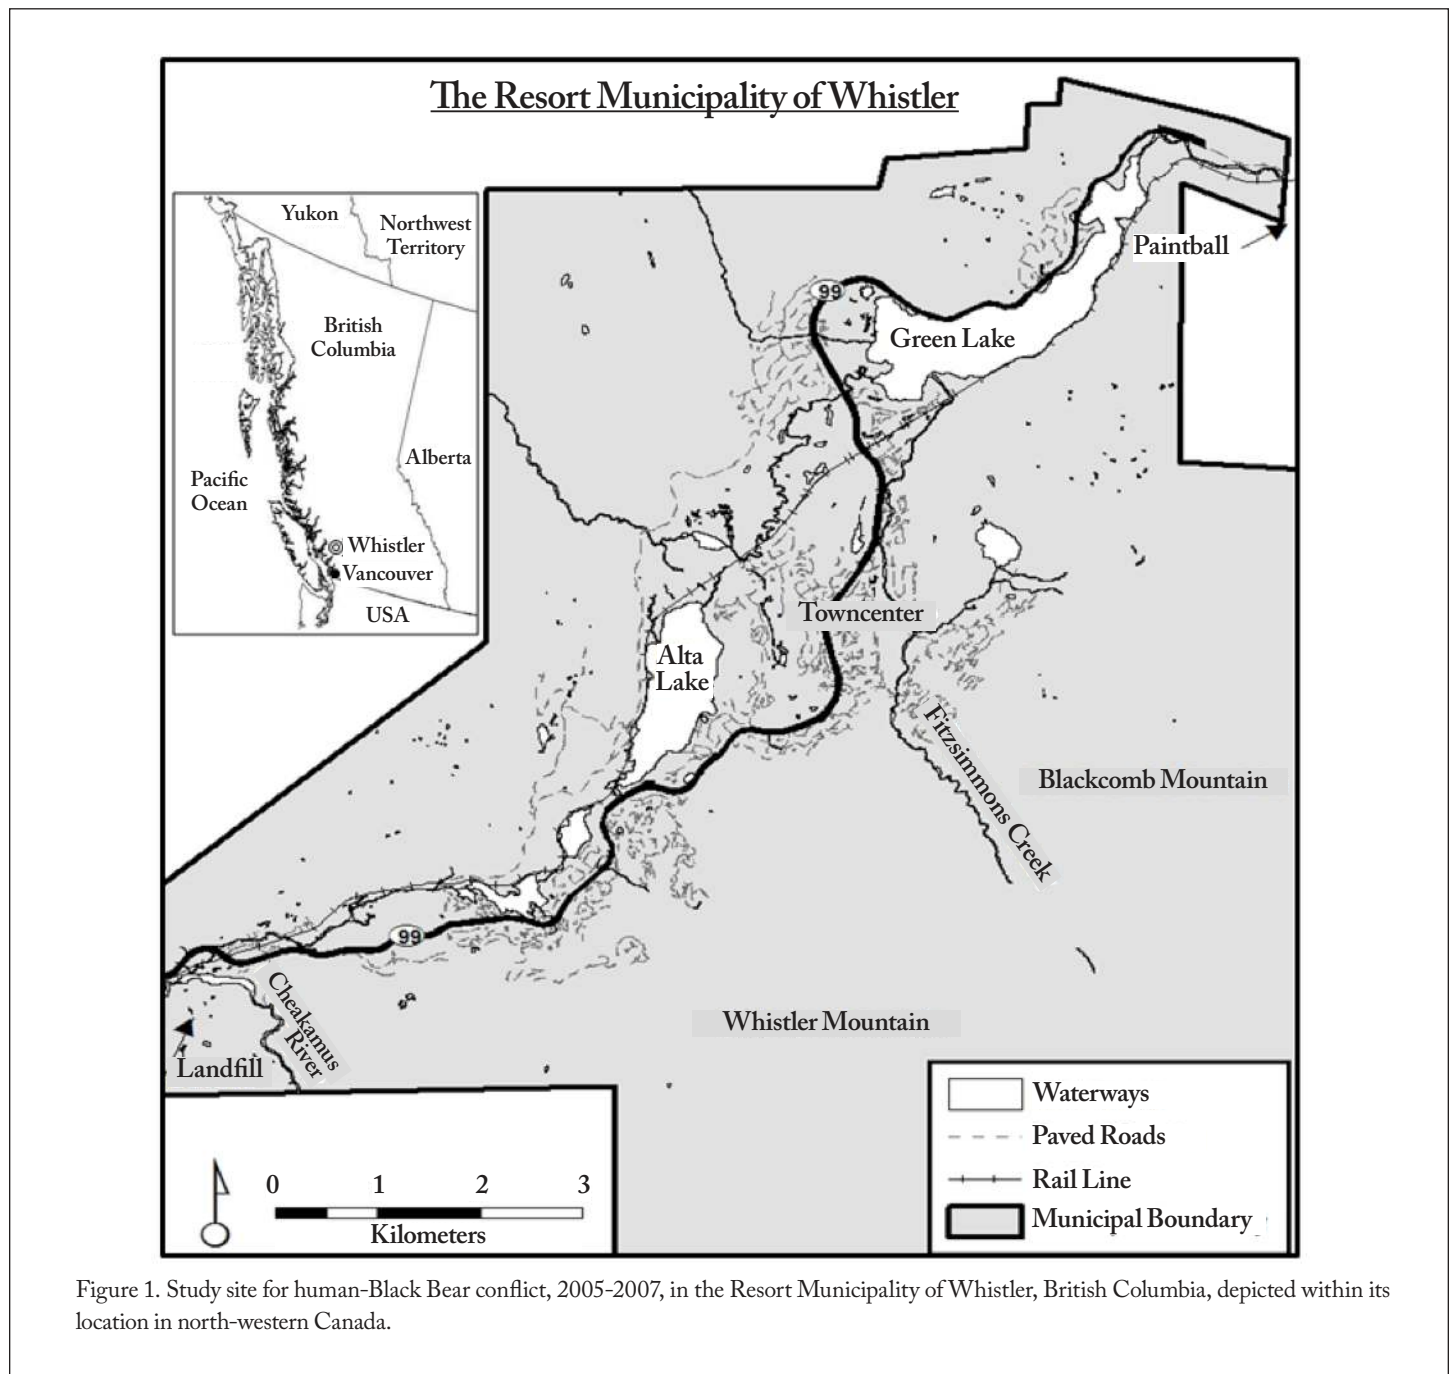 The Resort Municipality of Whistler
Yukon
Northwest
Territory
British
Columbia
Alberta
Pacific
Ocean
Whistler
Vancouver
USA
Paintball
99
Green Lake
Towncenter
Alta
Lake
Fitzsimmons Creek
Blackcomb Mountain
99
Cheakamus
River
Whistler Mountain
Landfill
0 1 2 3
Kilometers
Waterways
Paved Roads
Rail Line
Municipal Boundary
Figure 1. Study site for human-Black Bear conflict, 2005-2007, in the Resort Municipality of Whistler, British Columbia, depicted within its
location in north-western Canada.